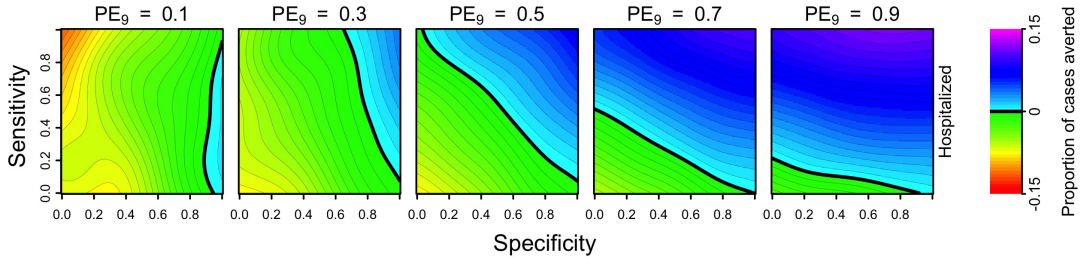 PE9 = 0.1 PE9 = 0.3 PE9 = 0.5 PE9 = 0.7 PE9 = 0.9
Sensitivity
0.0 0.2 0.4 0.6 0.8
0.0 0.2 0.4 0.6 0.8 0.0 0.2 0.4 0.6 0.8 0.0 0.2 0.4 0.6 0.8 0.0 0.2 0.4 0.6 0.8 0.0 0.2 0.4 0.6 0.8
Specificity
Hospitalized
-0.15 0 0.15
Proportion of cases averted